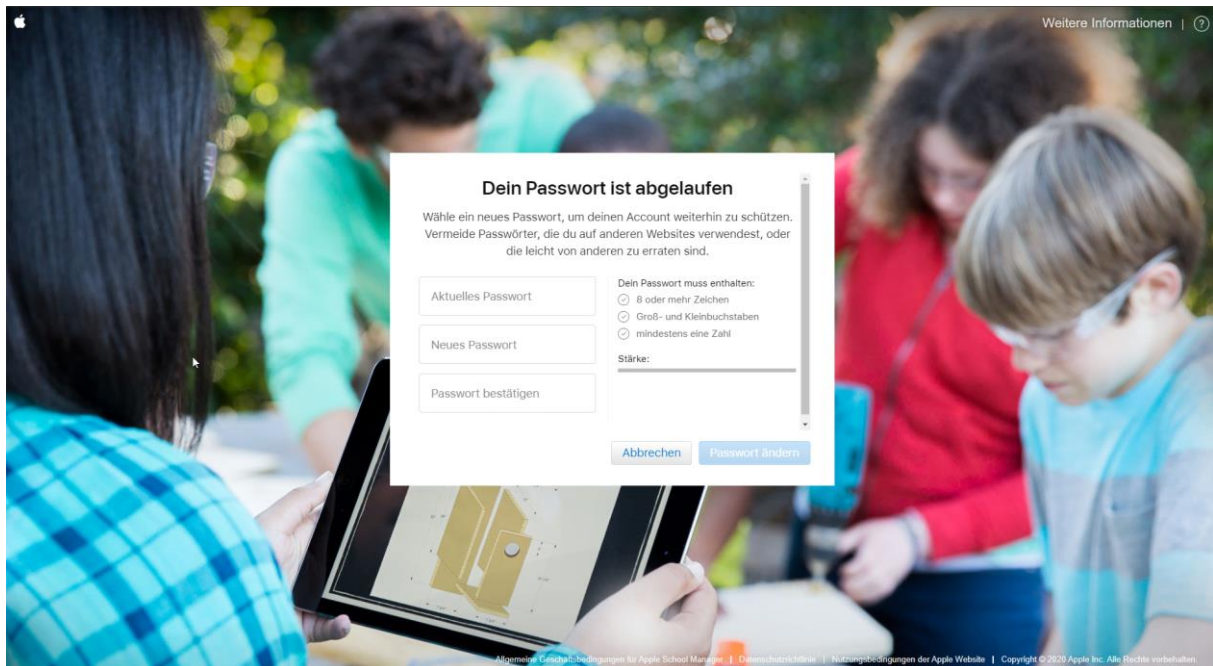 Weitere Informationen | ?
Dein Passwort ist abgelaufen
Wähle ein neues Passwort, um deinen Account weiterhin zu schützen.
Vermeide Passwörter, die du auf anderen Websites verwendest, oder
die leicht von anderen zu erraten sind.
Aktuelles Passwort
Neues Passwort
Passwort bestätigen
Dein Passwort muss enthalten:
8 oder mehr Zeichen
Groß- und Kleinbuchstaben
mindestens eine Zahl
Stärke:
Abbrechen
Passwort ändern
Allgemeine Geschäftsbedingungen für Apple School Manager | Datenschutzrichtlinie | Nutzungsbedingungen der Apple Website | Copyright © 2020 Apple Inc. Alle Rechte vorbehalten.